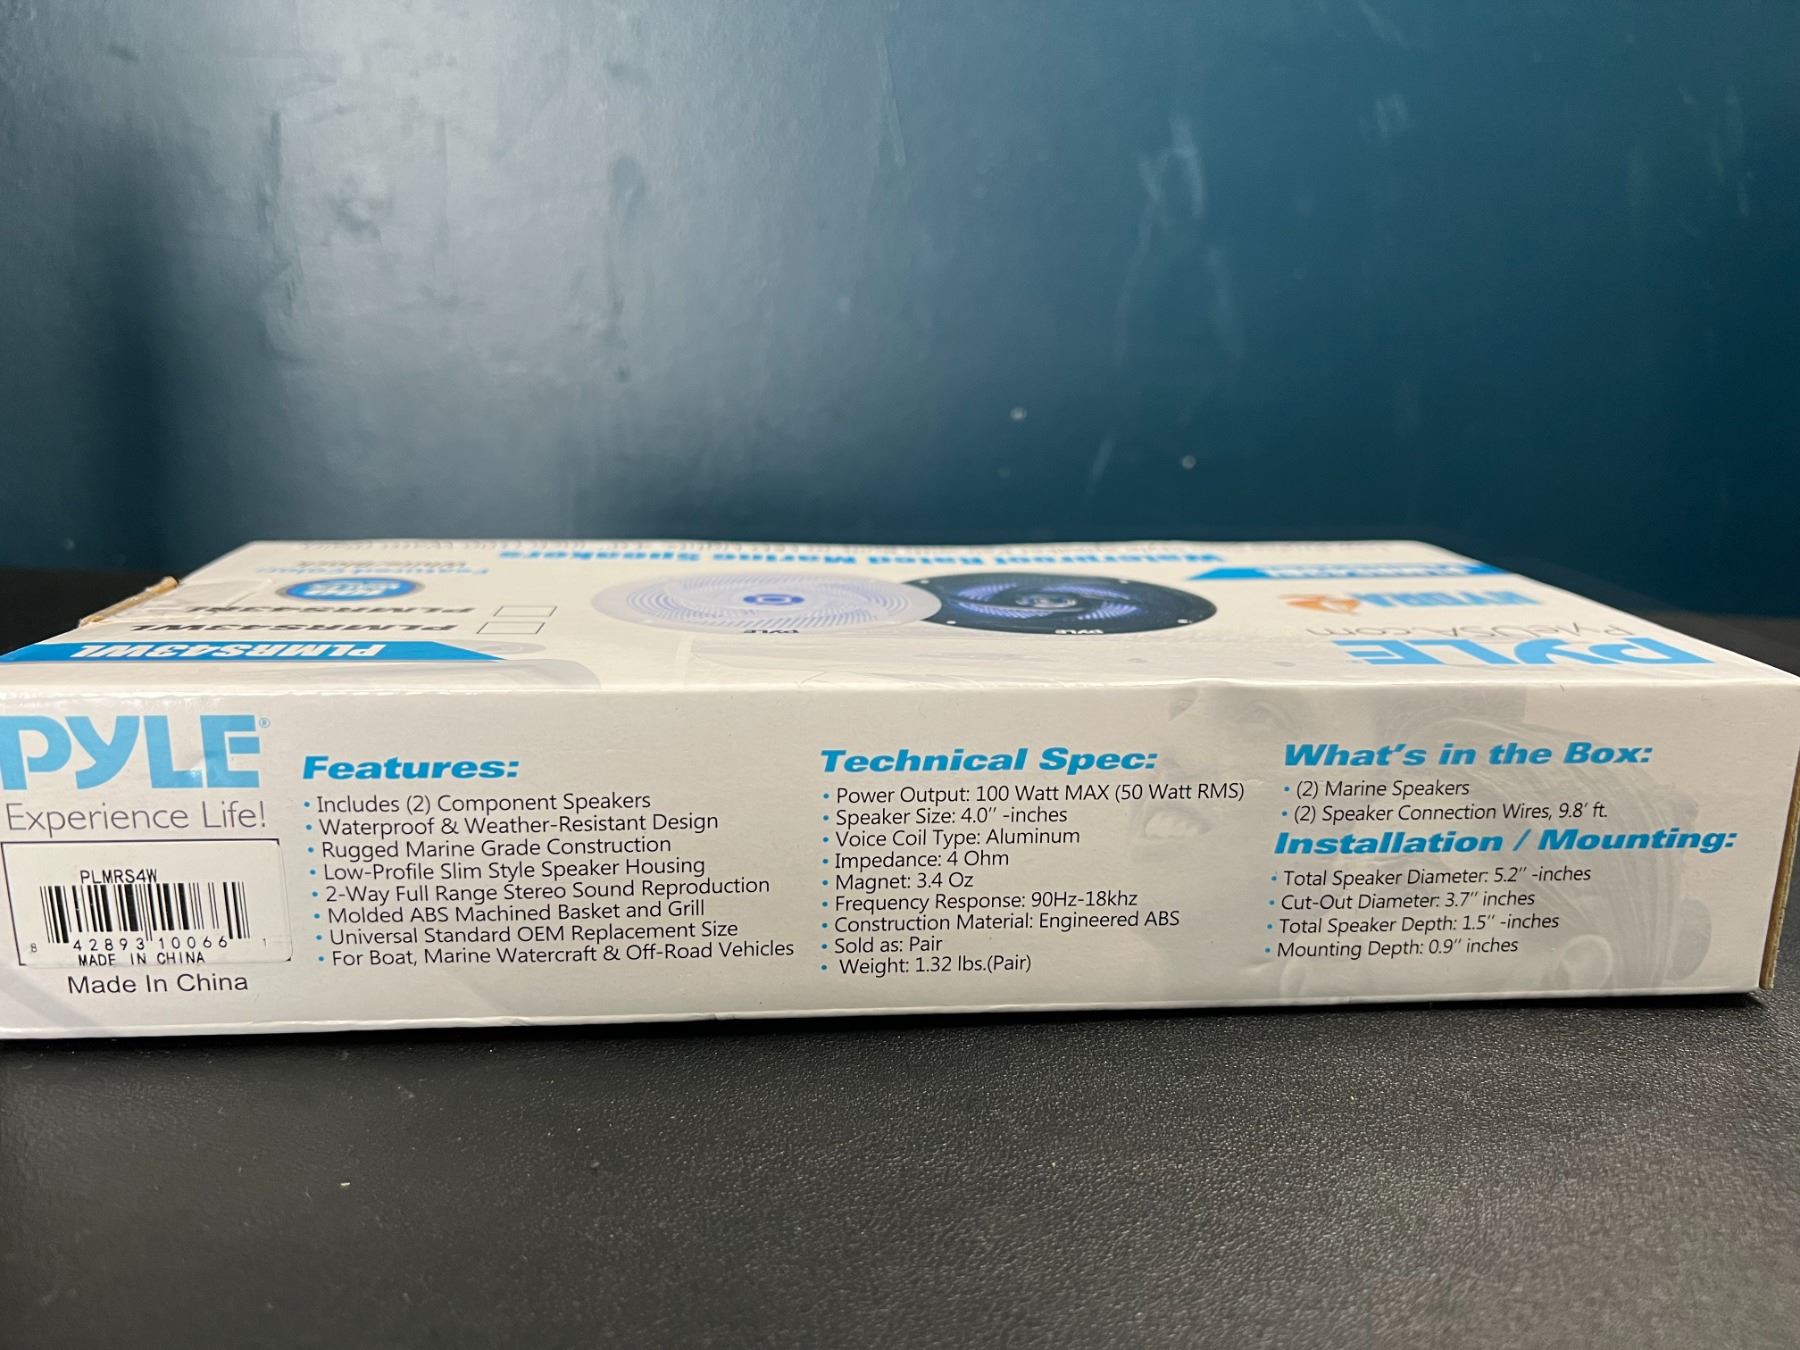 Waterproof Rated Marine Speakers
HYDRA
PyleUSA.com
PYLE
PYLE
PYLE
PLMRS43WL
PLMRS43WL
PYLE®
Experience Life!
PLMRS4W
8 42893 10066 1
MADE IN CHINA
Made In China
Features:
• Includes (2) Component Speakers
• Waterproof & Weather-Resistant Design
• Rugged Marine Grade Construction
• Low-Profile Slim Style Speaker Housing
• 2-Way Full Range Stereo Sound Reproduction
• Molded ABS Machined Basket and Grill
• Universal Standard OEM Replacement Size
• For Boat, Marine Watercraft & Off-Road Vehicles
Technical Spec:
• Power Output: 100 Watt MAX (50 Watt RMS)
• Speaker Size: 4.0" -inches
• Voice Coil Type: Aluminum
• Impedance: 4 Ohm
• Magnet: 3.4 Oz
• Frequency Response: 90Hz-18khz
• Construction Material: Engineered ABS
• Sold as: Pair
• Weight: 1.32 lbs.(Pair)
What's in the Box:
• (2) Marine Speakers
• (2) Speaker Connection Wires, 9.8' ft.
Installation / Mounting:
• Total Speaker Diameter: 5.2" -inches
• Cut-Out Diameter: 3.7" inches
• Total Speaker Depth: 1.5" -inches
• Mounting Depth: 0.9" inches